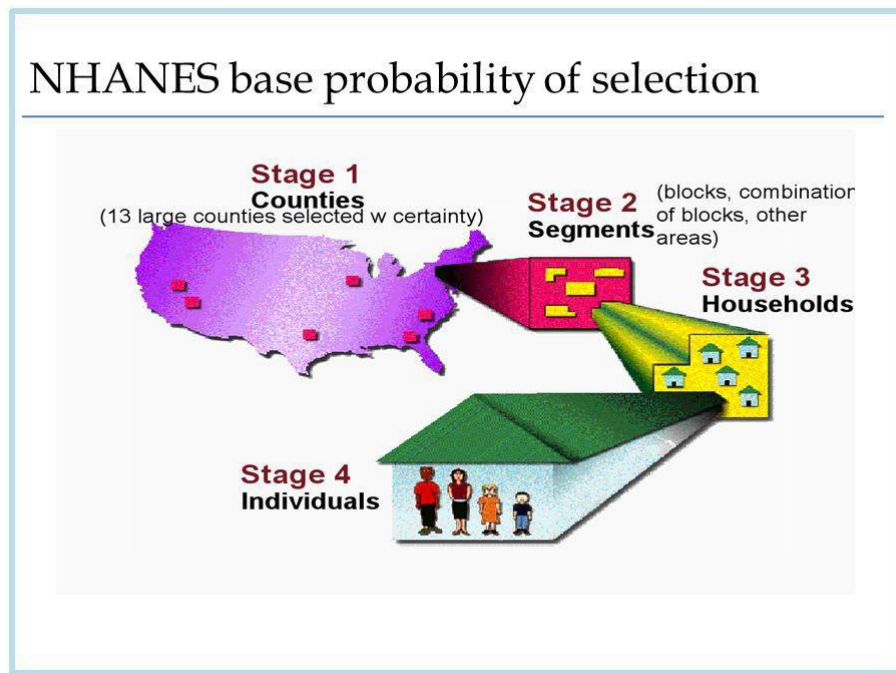 NHANES base probability of selection
Stage 1
Counties
(13 large counties selected w certainty)
Stage 2
Segments
(blocks, combination
of blocks, other
areas)
Stage 3
Households
Stage 4
Individuals